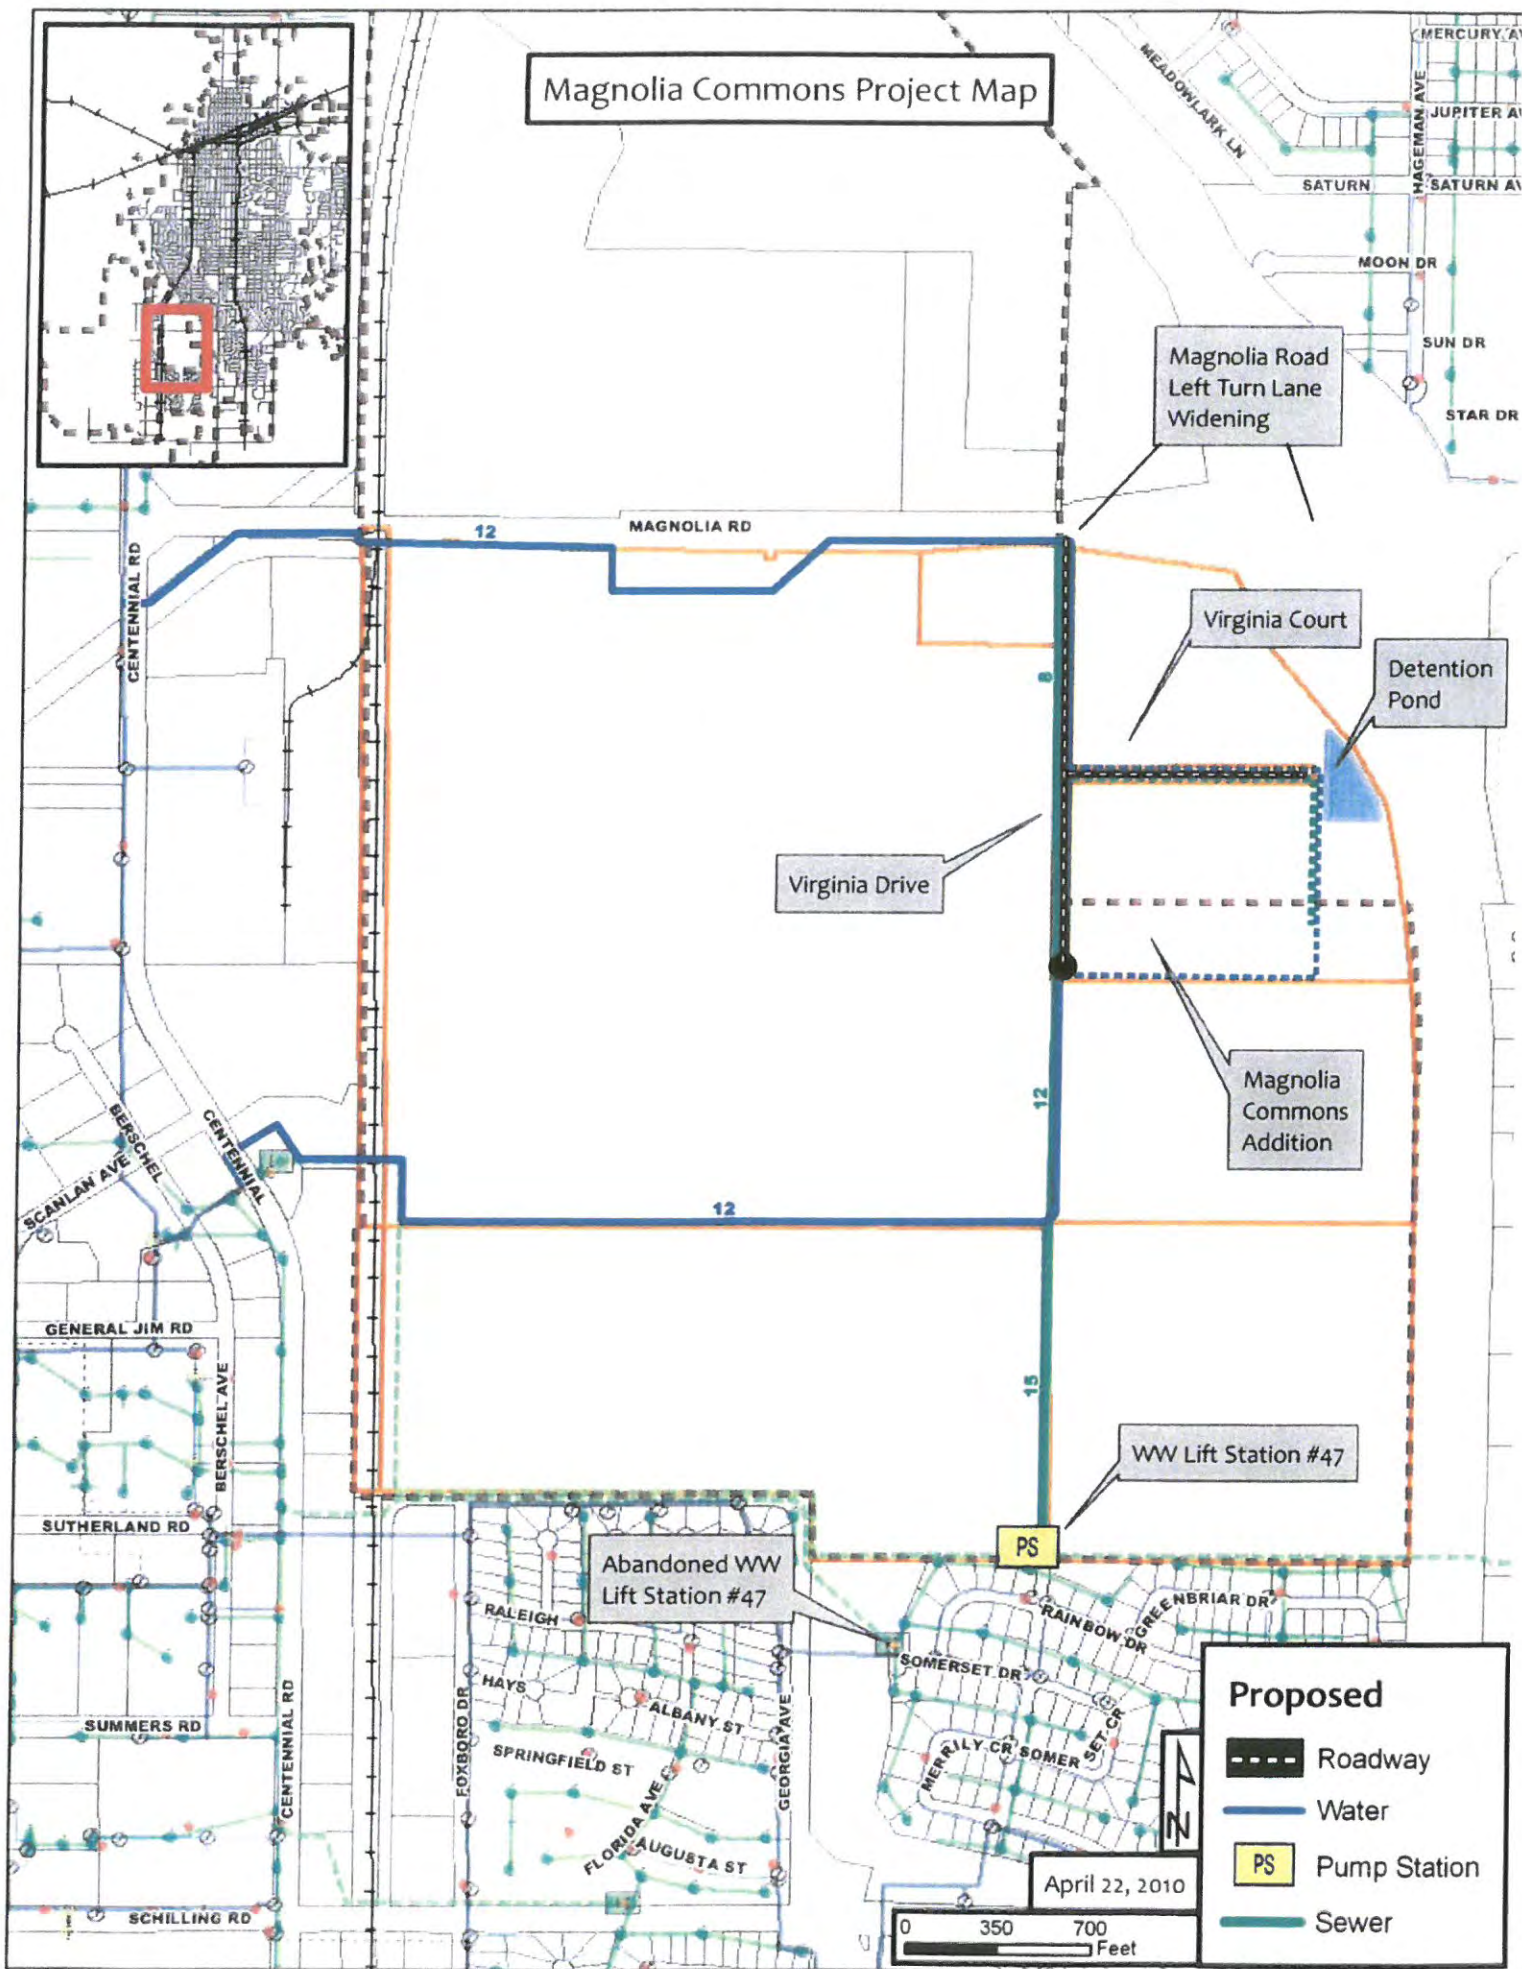 Magnolia Commons Project Map
MERCURY AV
MEADOWLARK LN
HAGEMAN AVE
JUPITER AV
SATURN
SATURN AV
MOON DR
SUN DR
STAR DR
Magnolia Road
Left Turn Lane
Widening
12
MAGNOLIA RD
CENTENNIAL RD
Virginia Court
8
Detention
Pond
Virginia Drive
12
Magnolia
Commons
Addition
BERSCHEL
CENTENNIAL
SCANLAN AVE
12
GENERAL JIM RD
BERSCHEL AVE
15
WW Lift Station #47
SUTHERLAND RD
PS
Abandoned WW
Lift Station #47
RALEIGH
GREENBRIAR DR
RAINBOW DR
SOMERSET DR
HAYS
ALBANY ST
SUMMERS RD
CENTENNIAL RD
FOXBORO DR
GEORGIA AVE
SPRINGFIELD ST
MERRILY CR
SOMER
SET CR
FLORIDA AVE
AUGUSTA ST
SCHILLING RD
Proposed
Roadway
Water
PS
Pump Station
Sewer
N
April 22, 2010
0 350 700
Feet